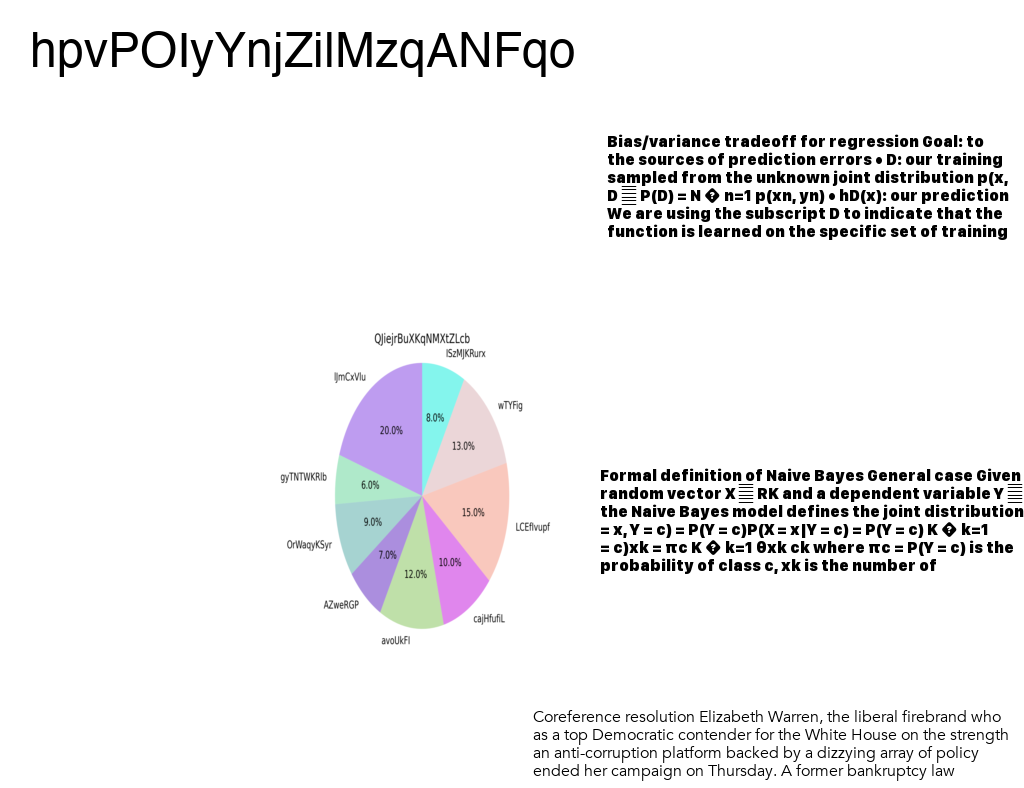 hpvPOIyYnjZilMzqANFqo
Bias/variance tradeoff for regression Goal: to
the sources of prediction errors • D: our training
sampled from the unknown joint distribution p(x,
D P(D) = N � n=1 p(xn, yn) • hD(x): our prediction
We are using the subscript D to indicate that the
function is learned on the specific set of training
QJiejrBuXKqNMXtZLcb
ISzMJKRurx
IJmCxVlu
wTYFig
8.0%
20.0%
13.0%
gyTNTWKRlb
6.0%
15.0%
9.0%
LCEflvupf
OrWaqyKSyr
7.0%
10.0%
12.0%
AZweRGP
cajHfufiL
avoUkFl
Formal definition of Naive Bayes General case Given
random vector X RK and a dependent variable Y
the Naive Bayes model defines the joint distribution
= x, Y = c) = P(Y = c)P(X = x|Y = c) = P(Y = c) K � k=1
= c)xk = πc K � k=1 θxk ck where πc = P(Y = c) is the
probability of class c, xk is the number of
Coreference resolution Elizabeth Warren, the liberal firebrand who
as a top Democratic contender for the White House on the strength
an anti-corruption platform backed by a dizzying array of policy
ended her campaign on Thursday. A former bankruptcy law